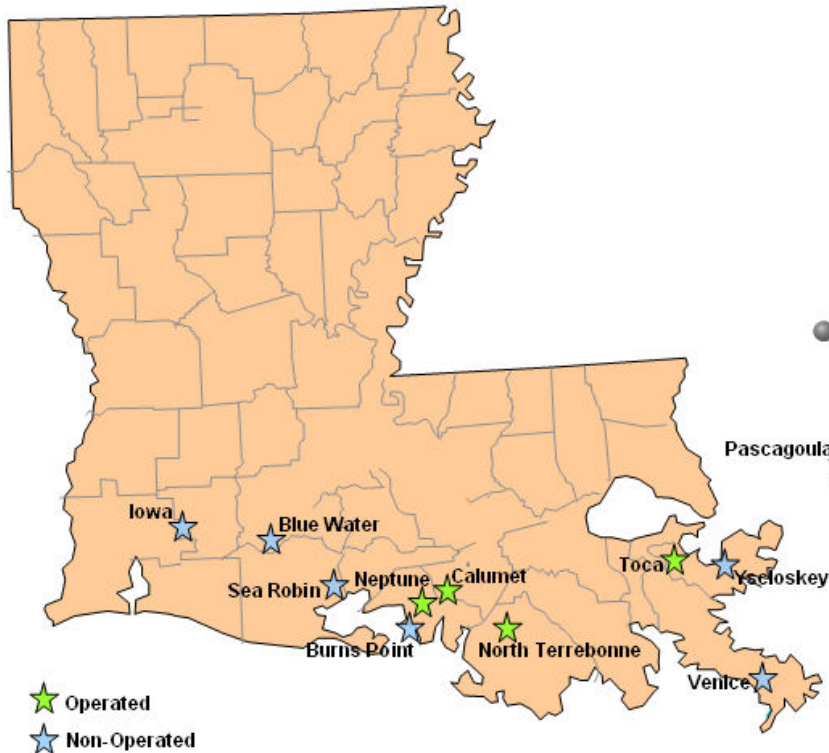 Pascagoula
Iowa
Blue Water
Toca
Yscloskey
Sea Robin
Neptune
Calumet
Burns Point
North Terrebonne
Venice
Operated
Non-Operated